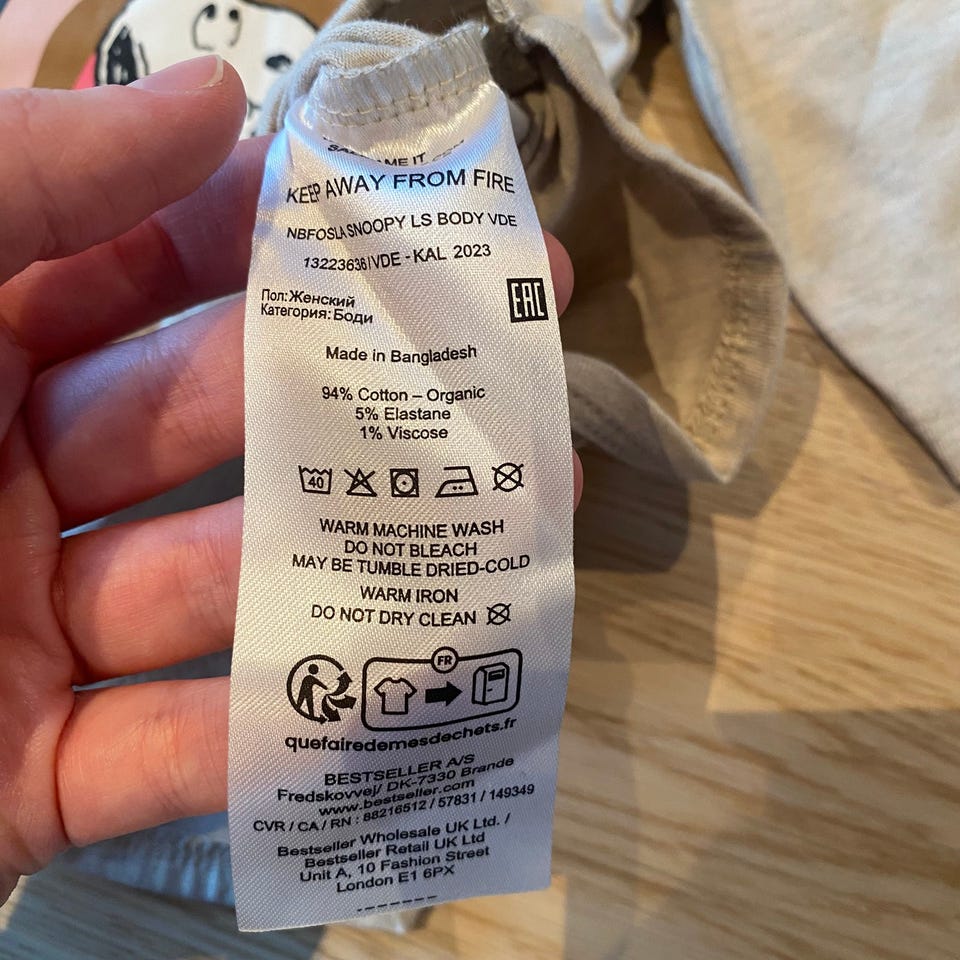 ME IT
KEEP AWAY FROM FIRE
NBFOSLA SNOOPY LS BODY VDE
13223636|VDE - KAL 2023
Пол:Женский
Категория:Боди
EAC
Made in Bangladesh
94% Cotton – Organic
5% Elastane
1% Viscose
40
WARM MACHINE WASH
DO NOT BLEACH
MAY BE TUMBLE DRIED-COLD
WARM IRON
DO NOT DRY CLEAN
FR
quefairedemesdechets.fr
BESTSELLER A/S
Fredskovvej/ DK-7330 Brande
www.bestseller.com
CVR / CA / RN : 88216512 / 57831 / 149349
Bestseller Wholesale UK Ltd. /
Bestseller Retail UK Ltd
Unit A, 10 Fashion Street
London E1 6PX